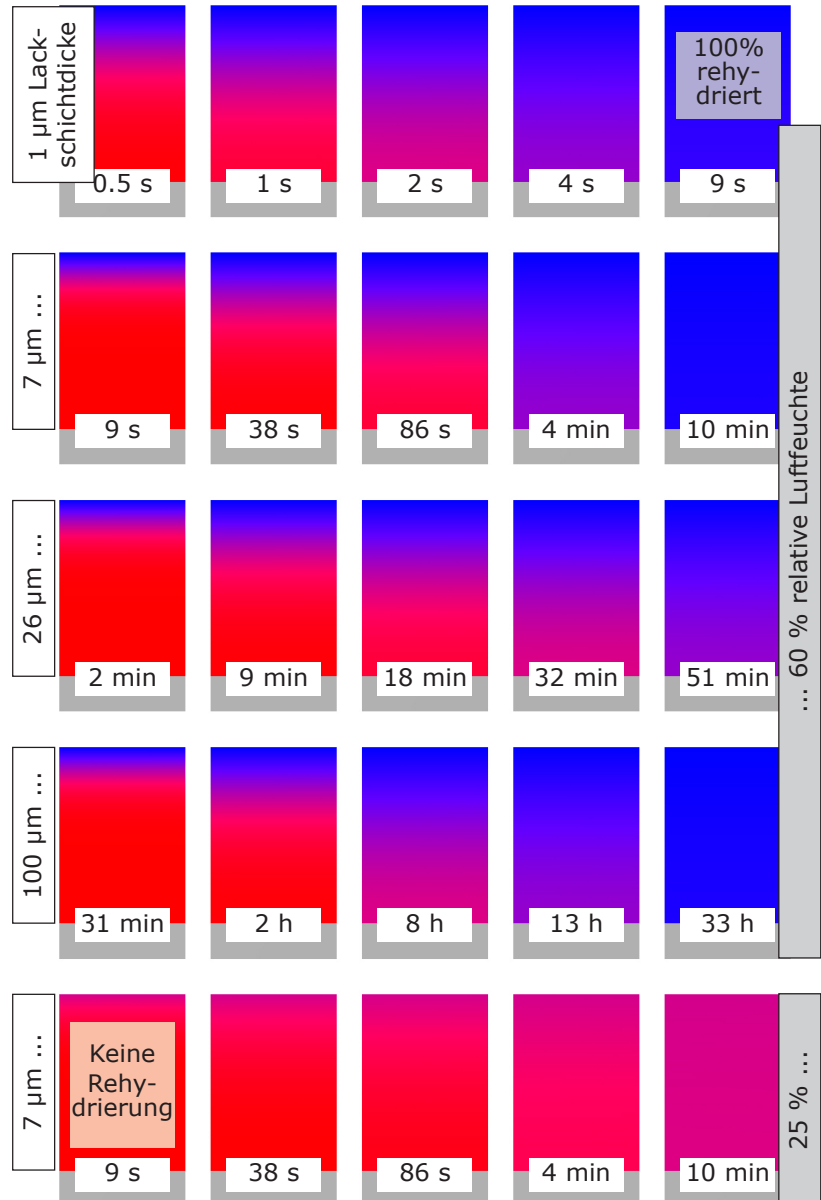 1 µm Lack-
schichtdicke
0.5 s
1 s
2 s
4 s
9 s
100%
rehy-
driert
7 µm ...
9 s
38 s
86 s
4 min
10 min
26 µm ...
2 min
9 min
18 min
32 min
51 min
100 µm ...
31 min
2 h
8 h
13 h
33 h
... 60 % relative Luftfeuchte
7 µm ...
Keine
Rehy-
drierung
9 s
38 s
86 s
4 min
10 min
25 % ...